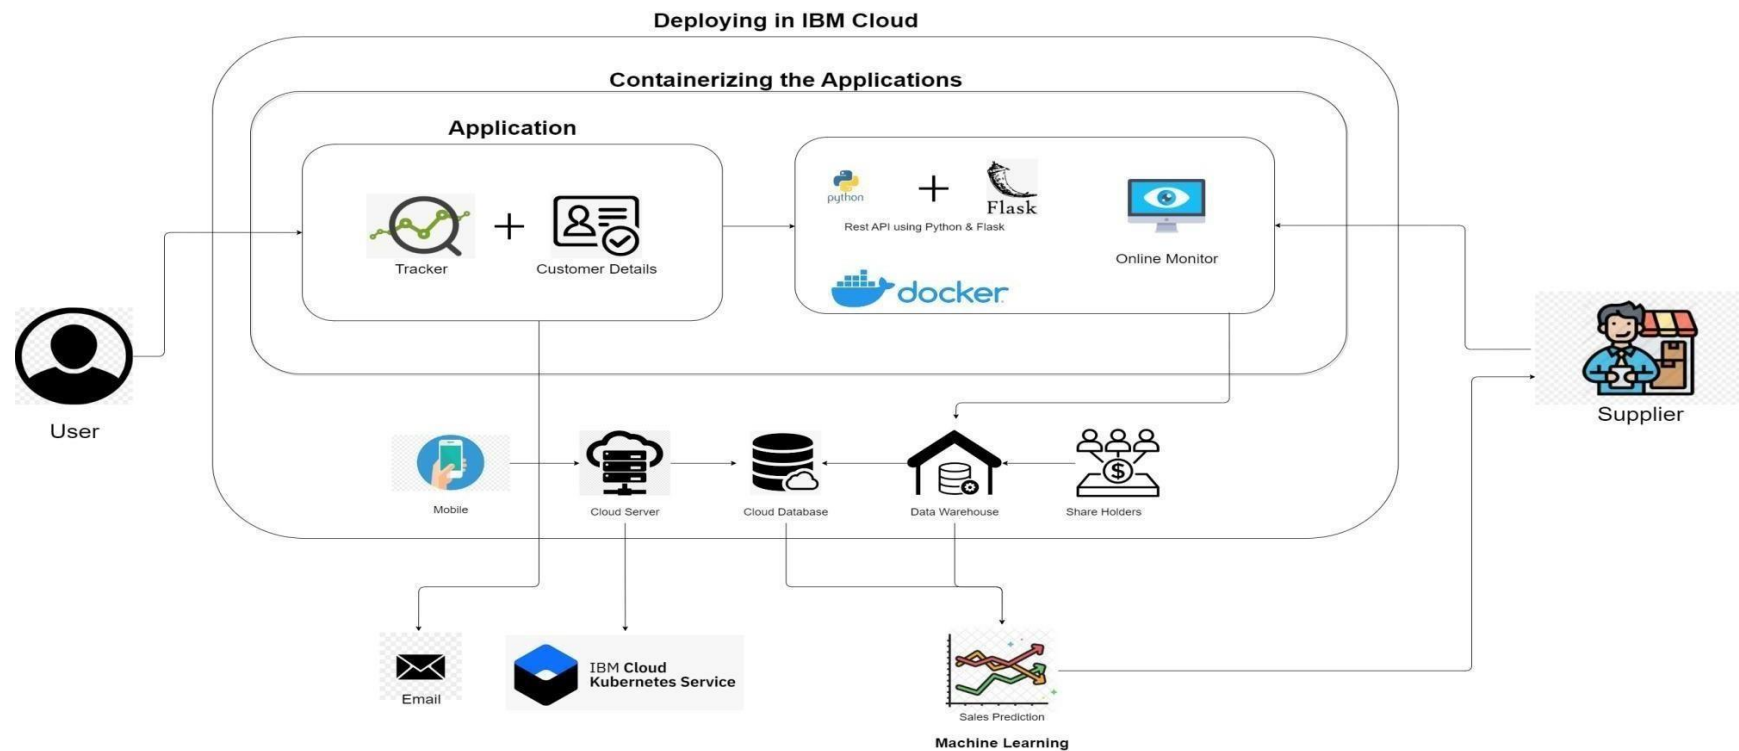 Deploying in IBM Cloud
Containerizing the Applications
Application
python
Flask
Rest API using Python & Flask
Tracker
Customer Details
Online Monitor
docker
User
Supplier
Mobile
Cloud Server
Cloud Database
Data Warehouse
Share Holders
Email
IBM Cloud
Kubernetes Service
Sales Prediction
Machine Learning